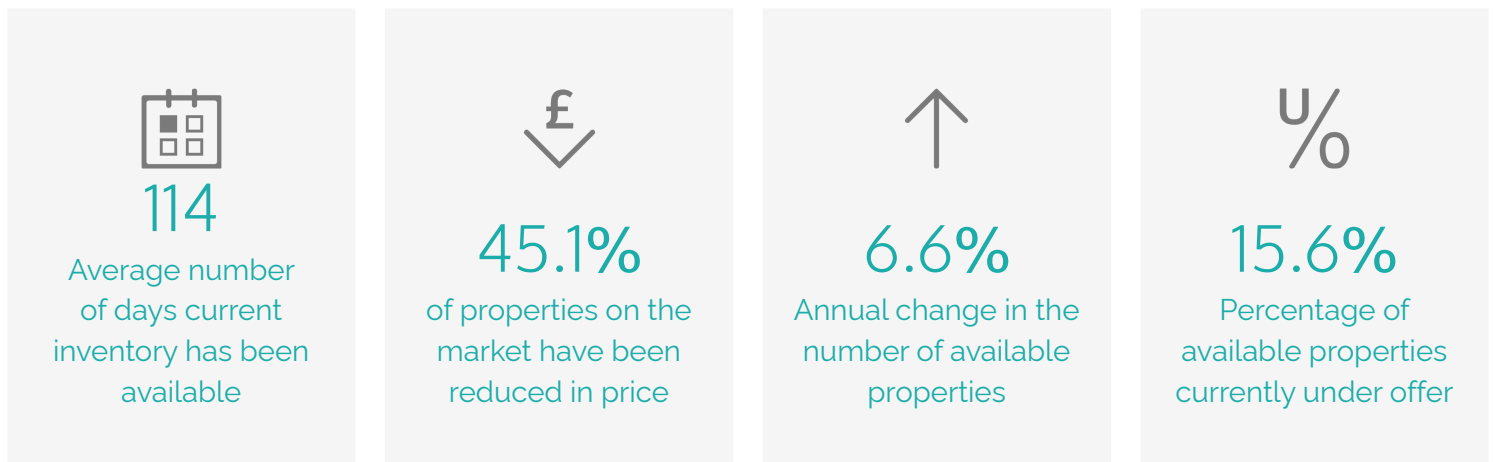 114
Average number
of days current
inventory has been
available
£
45.1%
of properties on the
market have been
reduced in price
6.6%
Annual change in the
number of available
properties
U/O
15.6%
Percentage of
available properties
currently under offer